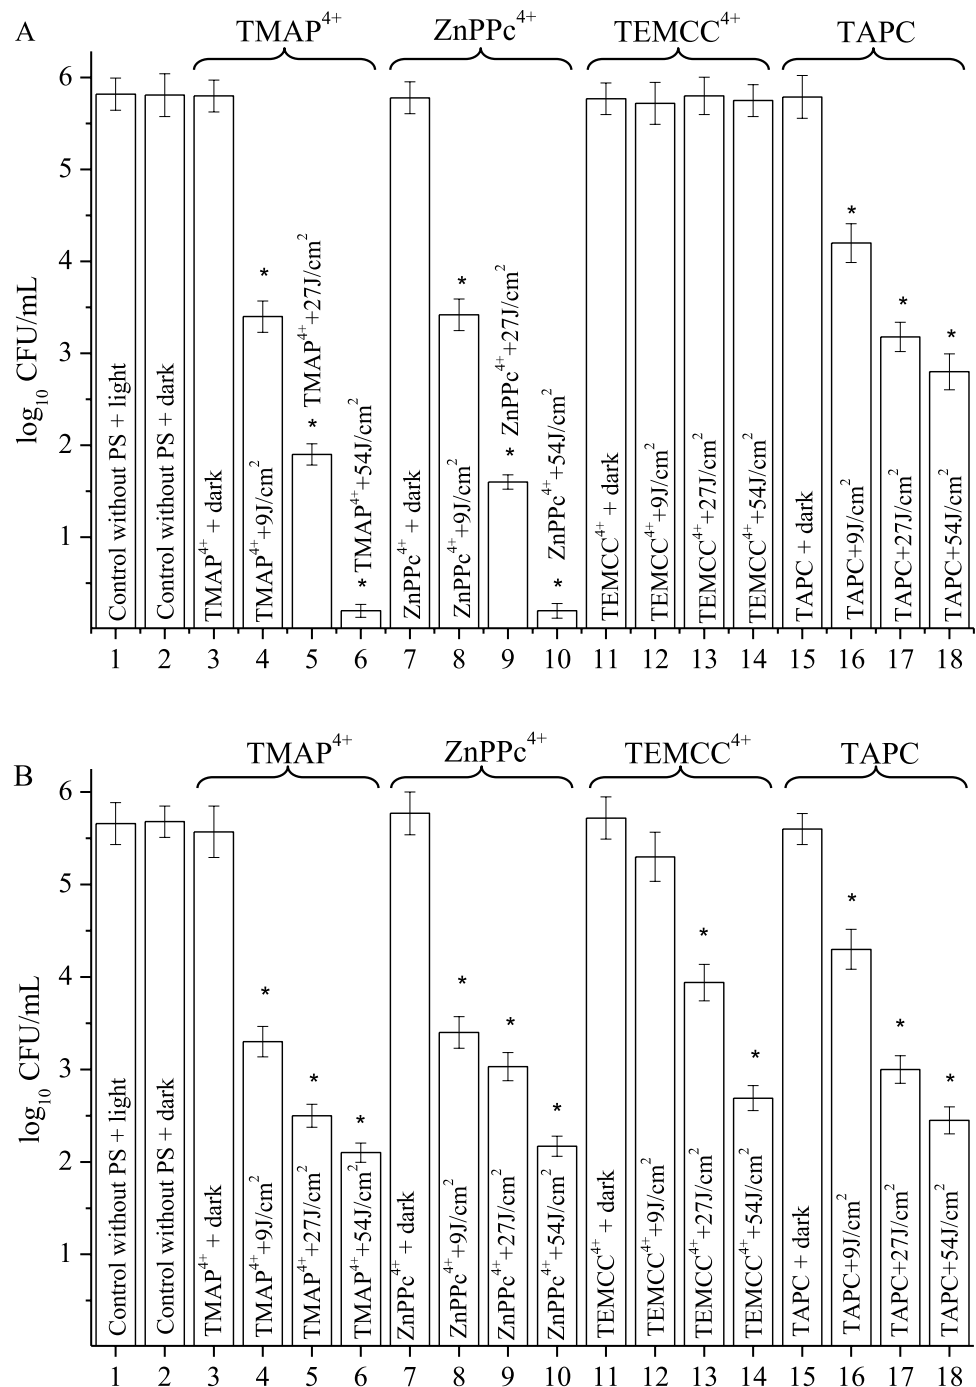 A
TMAP4+
ZnPPc4+
TEMCC4+
TAPC
log10 CFU/mL
6
5
4
3
2
1
Control without PS + light
Control without PS + dark
TMAP4+ + dark
TMAP4++9J/cm2
* TMAP4++27J/cm2
* TMAP4++54J/cm2
ZnPPc4+ + dark
ZnPPc4++9J/cm2
* ZnPPc4++27J/cm2
* ZnPPc4++54J/cm2
TEMCC4+ + dark
TEMCC4++9J/cm2
TEMCC4++27J/cm2
TEMCC4++54J/cm2
TAPC + dark
TAPC+9J/cm2
TAPC+27J/cm2
TAPC+54J/cm2
* * * * *
1 2 3 4 5 6 7 8 9 10 11 12 13 14 15 16 17 18
B
TMAP4+
ZnPPc4+
TEMCC4+
TAPC
log10 CFU/mL
6
5
4
3
2
1
Control without PS + light
Control without PS + dark
TMAP4+ + dark
TMAP4++9J/cm2
TMAP4++27J/cm2
TMAP4++54J/cm2
ZnPPc4+ + dark
ZnPPc4++9J/cm2
ZnPPc4++27J/cm2
ZnPPc4++54J/cm2
TEMCC4+ + dark
TEMCC4++9J/cm2
TEMCC4++27J/cm2
TEMCC4++54J/cm2
TAPC + dark
TAPC+9J/cm2
TAPC+27J/cm2
TAPC+54J/cm2
* * * * * * * * * * *
1 2 3 4 5 6 7 8 9 10 11 12 13 14 15 16 17 18